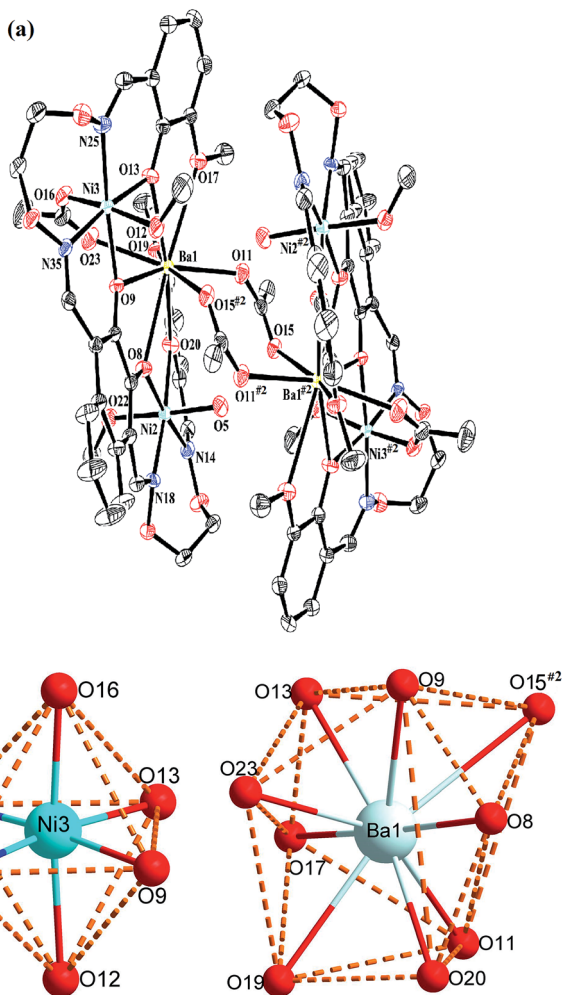 (a)
N25
O13
O17
O16
Ni3
O12
O19
O23
Ba1
O11
N35
O9
O15#2
O15
O20
O8
O11#2
O22
Ni2
O5
N14
N18
Ni2#2
Ba1#2
Ni3#2
O16
O13
Ni3
O9
O12
O13
O9
O15#2
O23
Ba1
O8
O17
O11
O19
O20